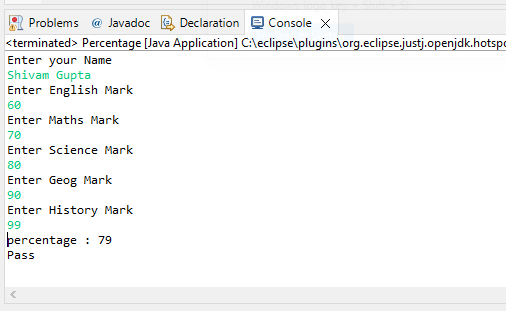 Problems @ Javadoc Declaration Console
<terminated> Percentage [Java Application] C:\eclipse\plugins\org.eclipse.justj.openjdk.hotspo
Enter your Name
Shivam Gupta
Enter English Mark
60
Enter Maths Mark
70
Enter Science Mark
80
Enter Geog Mark
90
Enter History Mark
99
percentage : 79
Pass